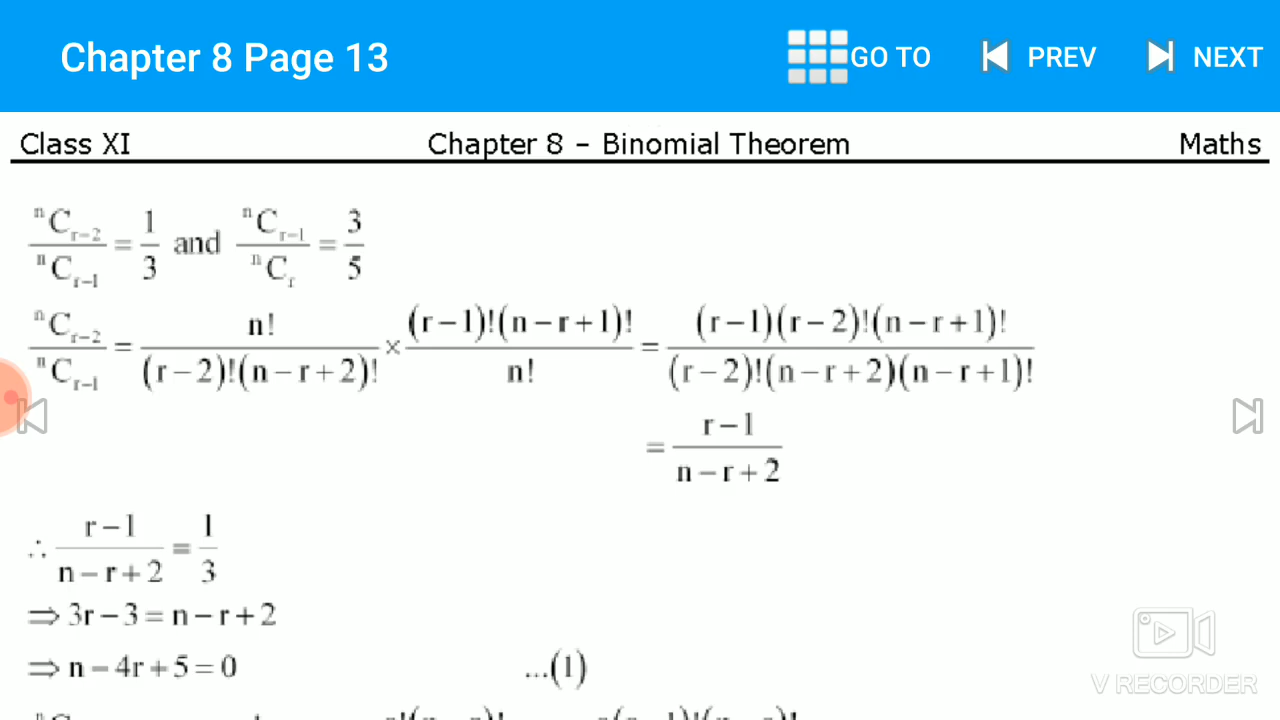 Chapter 8 Page 13 GO TO PREV NEXT
Class XI Chapter 8 – Binomial Theorem Maths
ⁿC_{r–2}/ⁿC_{r–1} = 1/3 and ⁿC_{r–1}/ⁿC_r = 3/5
ⁿC_{r–2}/ⁿC_{r–1} = n!/((r–2)!(n–r+2)!) × ((r–1)!(n–r+1)!)/n! = ((r–1)(r–2)!(n–r+1)!)/((r–2)!(n–r+2)(n–r+1)!)
= (r–1)/(n–r+2)
∴ (r–1)/(n–r+2) = 1/3
⇒ 3r–3 = n–r+2
⇒ n–4r+5 = 0 ...(1)
V RECORDER